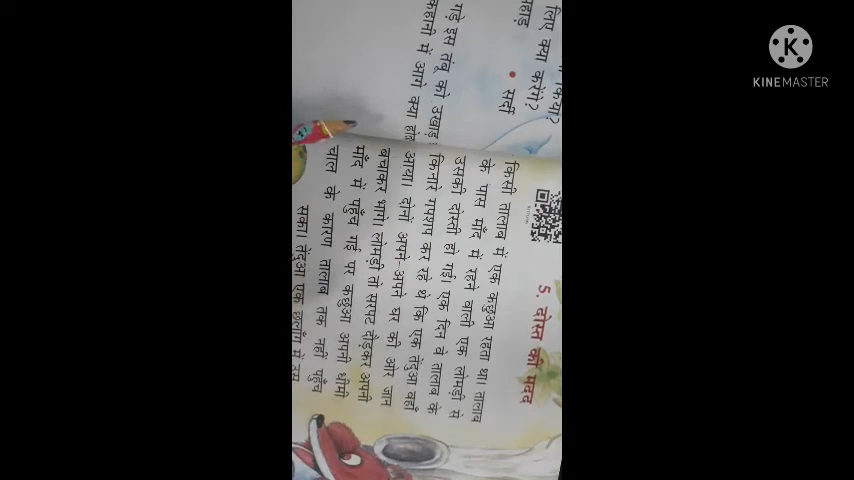 KINEMASTER
लिए क्या करेंगे?
सर्दी
गड़े इस तंबू को उखाड़
कहानी में आगे क्या हो
5. दोस्त की मदद
किसी तालाब में एक कछुआ रहता था। तालाब
के पास माँद में रहने वाली एक लोमड़ी से
उसकी दोस्ती हो गई। एक दिन वे तालाब के
किनारे गपशप कर रहे थे कि एक तेंदुआ वहाँ
आया। दोनों अपने-अपने घर की ओर जान
बचाकर भागे। लोमड़ी तो सरपट दौड़कर अपनी
माँद में पहुँच गई पर कछुआ अपनी धीमी
चाल के कारण तालाब तक नहीं पहुँच
सका। तेंदुआ एक छलाँग में उस